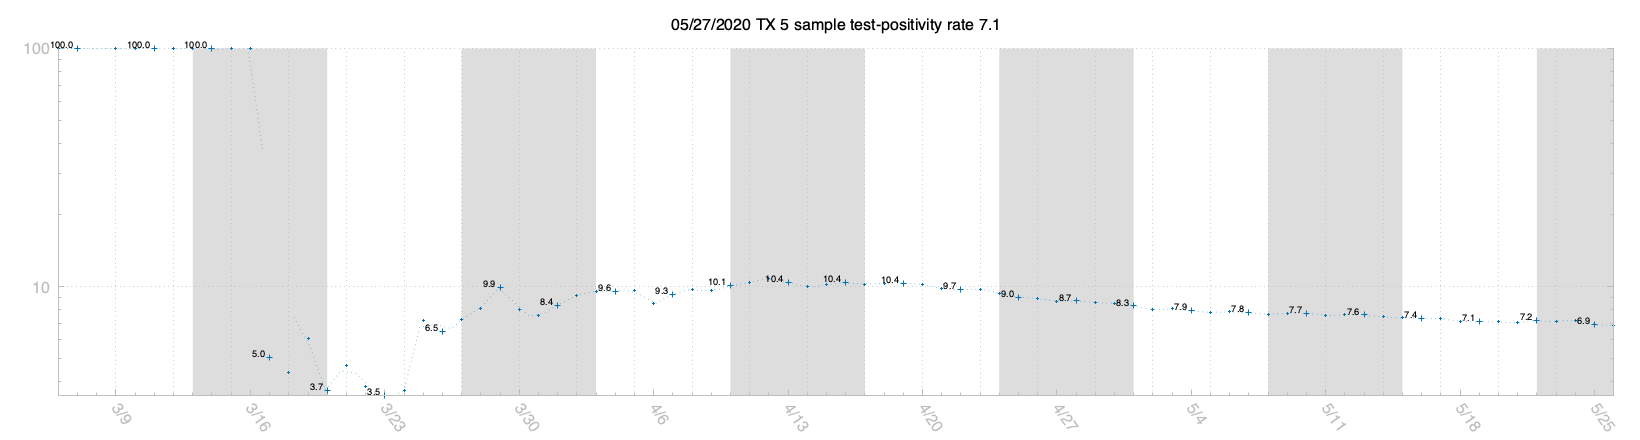 05/27/2020 TX 5 sample test-positivity rate 7.1
100
100.0 100.0 100.0
10
5.0 3.7 3.5 6.5 9.9 8.4 9.6 9.3 10.1 10.4 10.4 10.4 9.7 9.0 8.7 8.3 7.9 7.8 7.7 7.6 7.4 7.1 7.2 6.9
3/9 3/16 3/23 3/30 4/6 4/13 4/20 4/27 5/4 5/11 5/18 5/25